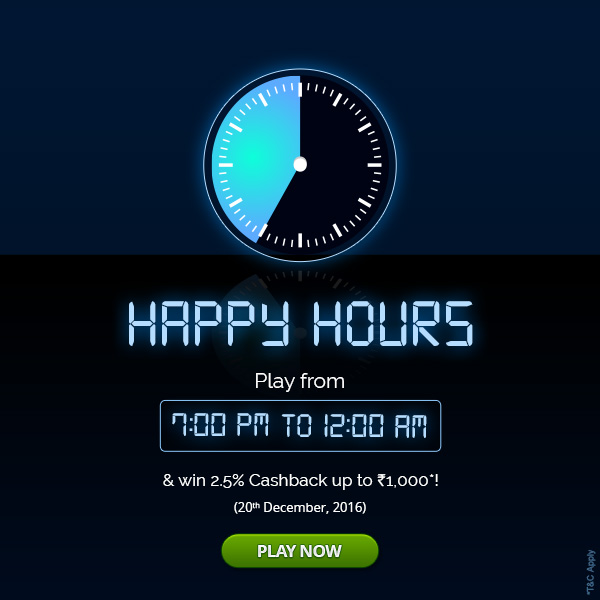 HAPPY HOURS
Play from
7:00 PM TO 12:00 AM
& win 2.5% Cashback up to ₹1,000*!
(20th December, 2016)
PLAY NOW
*T&C Apply